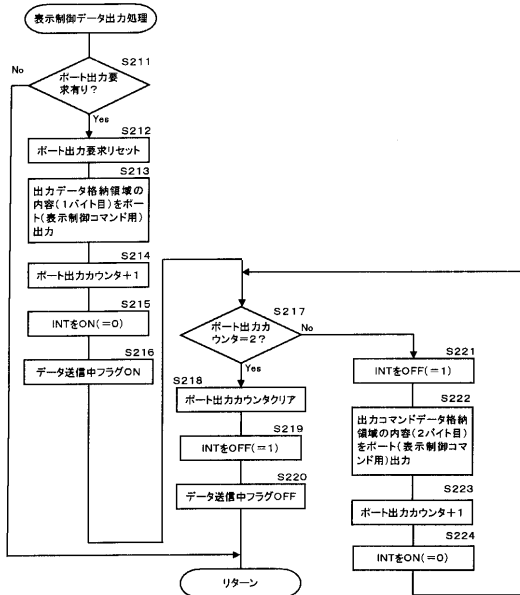 表示制御データ出力処理
S211
No
ポート出力要
求有り？
Yes
S212
ポート出力要求リセット
S213
出力データ格納領域の
内容(1バイト目)をポー
ト(表示制御コマンド用)
出力
S214
ポート出力カウンタ+1
S215
INTをON(=0)
S216
データ送信中フラグON
S217
ポート出力カ
ウンタ=2？
No
Yes
S218
ポート出力カウンタクリア
S219
INTをOFF(=1)
S220
データ送信中フラグOFF
リターン
S221
INTをOFF(=1)
S222
出力コマンドデータ格納
領域の内容(2バイト目)
をポート(表示制御コマ
ンド用)出力
S223
ポート出力カウンタ+1
S224
INTをON(=0)